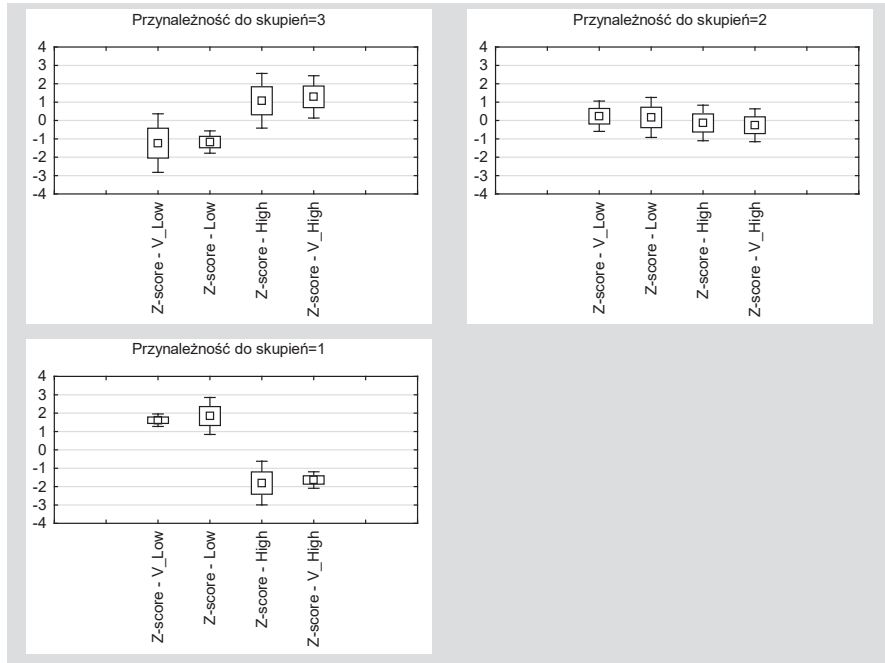 Przynależność do skupień=3
4
3
2
1
0
-1
-2
-3
-4
Z-score - V_Low
Z-score - Low
Z-score - High
Z-score - V_High
Przynależność do skupień=2
4
3
2
1
0
-1
-2
-3
-4
Z-score - V_Low
Z-score - Low
Z-score - High
Z-score - V_High
Przynależność do skupień=1
4
3
2
1
0
-1
-2
-3
-4
Z-score - V_Low
Z-score - Low
Z-score - High
Z-score - V_High